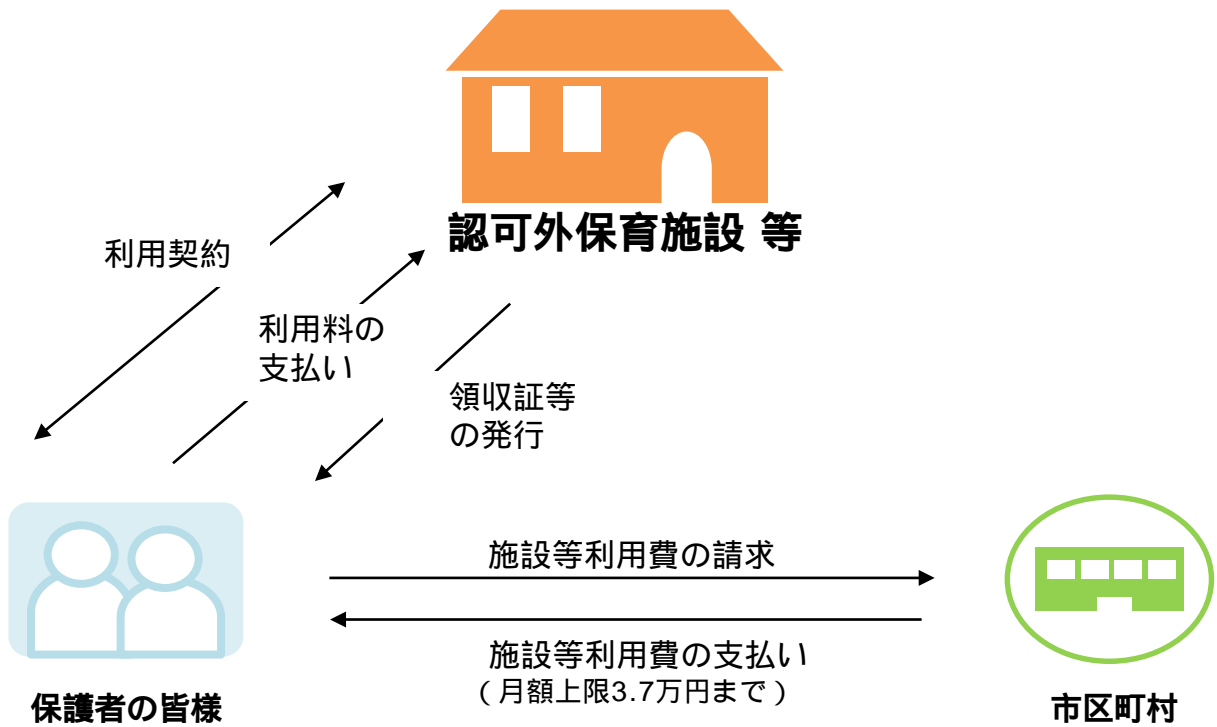 認可外保育施設 等
利用契約
利用料の
支払い
領収証等
の発行
施設等利用費の請求
施設等利用費の支払い
（月額上限3.7万円まで）
保護者の皆様
市区町村